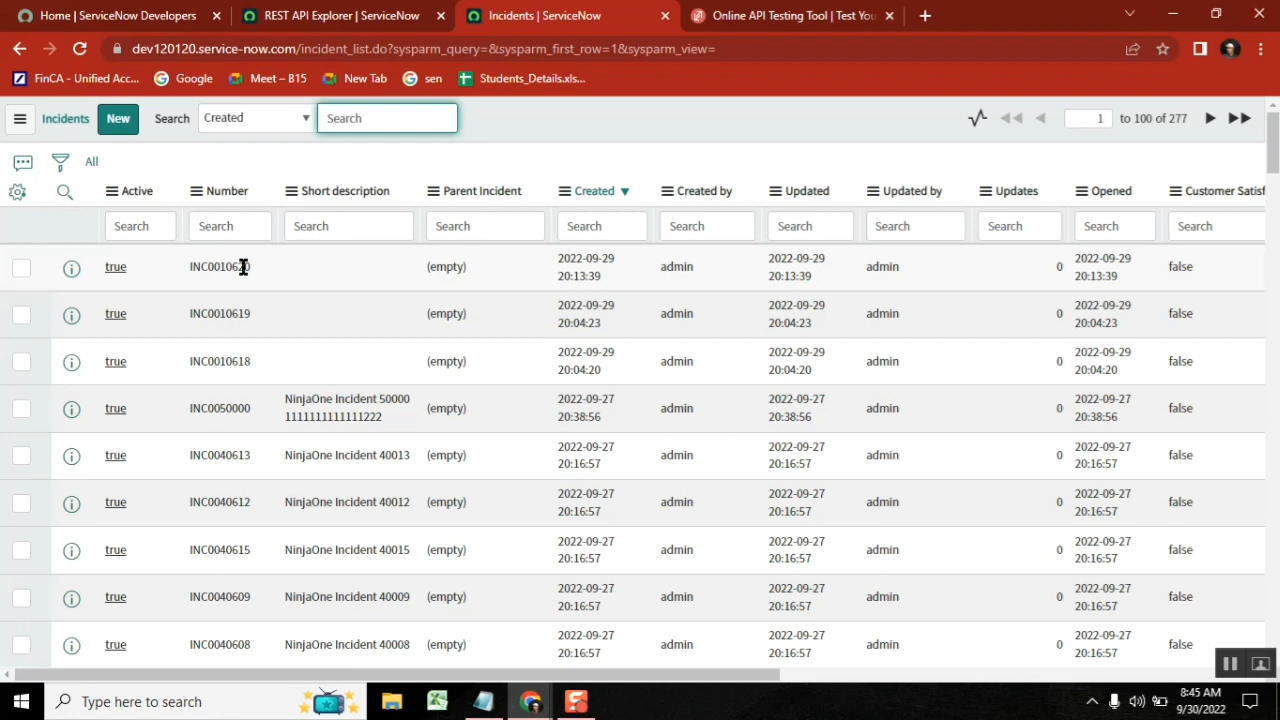 Home | ServiceNow Developers
REST API Explorer | ServiceNow
Incidents | ServiceNow
Online API Testing Tool | Test You
dev120120.service-now.com/incident_list.do?sysparm_query=&sysparm_first_row=1&sysparm_view=
FinCA - Unified Acc...
Google
Meet – B15
New Tab
sen
Students_Details.xls...
Incidents New Search Created Search 1 to 100 of 277
All
Active Number Short description Parent Incident Created Created by Updated Updated by Updates Opened Customer Satisf
Search Search Search Search Search Search Search Search Search Search Search
true INC0010620 (empty) 2022-09-29 20:13:39 admin 2022-09-29 20:13:39 admin 0 2022-09-29 20:13:39 false
true INC0010619 (empty) 2022-09-29 20:04:23 admin 2022-09-29 20:04:23 admin 0 2022-09-29 20:04:23 false
true INC0010618 (empty) 2022-09-29 20:04:20 admin 2022-09-29 20:04:20 admin 0 2022-09-29 20:04:20 false
true INC0050000 NinjaOne Incident 50000 1111111111111222 (empty) 2022-09-27 20:38:56 admin 2022-09-27 20:38:56 admin 0 2022-09-27 20:38:56 false
true INC0040613 NinjaOne Incident 40013 (empty) 2022-09-27 20:16:57 admin 2022-09-27 20:16:57 admin 0 2022-09-27 20:16:57 false
true INC0040612 NinjaOne Incident 40012 (empty) 2022-09-27 20:16:57 admin 2022-09-27 20:16:57 admin 0 2022-09-27 20:16:57 false
true INC0040615 NinjaOne Incident 40015 (empty) 2022-09-27 20:16:57 admin 2022-09-27 20:16:57 admin 0 2022-09-27 20:16:57 false
true INC0040609 NinjaOne Incident 40009 (empty) 2022-09-27 20:16:57 admin 2022-09-27 20:16:57 admin 0 2022-09-27 20:16:57 false
true INC0040608 NinjaOne Incident 40008 (empty) 2022-09-27 20:16:57 admin 2022-09-27 20:16:57 admin 0 2022-09-27 20:16:57 false
Type here to search
8:45 AM
9/30/2022